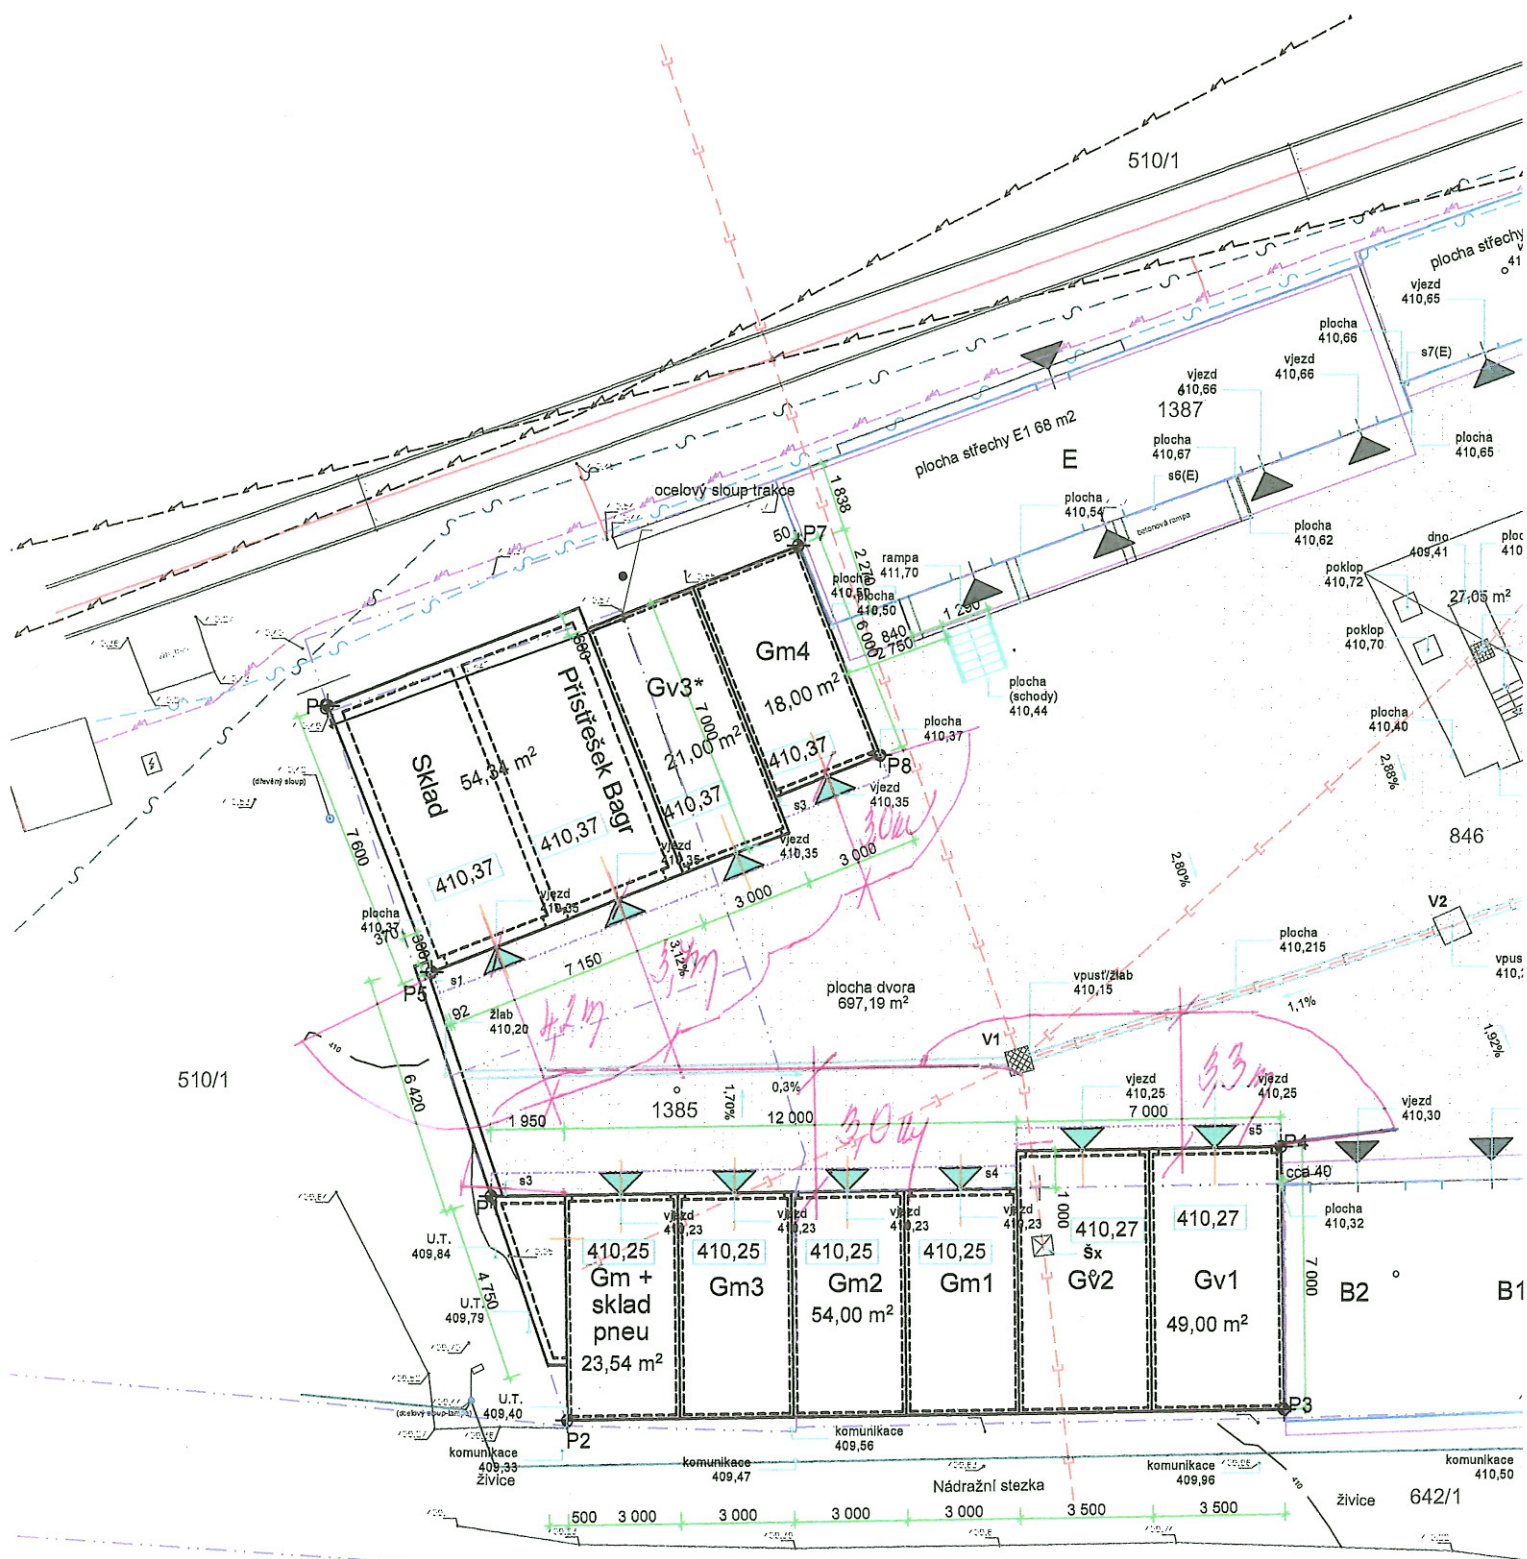 510/1
plocha střechy
vjezd
410,65
plocha
410,66
s7(E)
vjezd
410,66
vjezd
410,66
1387
plocha střechy E1 68 m2
E
plocha
410,67
plocha
410,65
s6(E)
ocelový sloup trakce
1 838
plocha
410,54
betonová rampa
plocha
410,62
dno
409,41
50
P7
2 270
rampa
411,70
plocha
410,50
plocha
410,50
poklop
410,72
27,05 m²
1 290
840
6 000
2 750
poklop
410,70
600
Gm4
18,00 m²
Přístřešek Bagr
Gv3*
7 000
21,00 m²
plocha
(schody)
410,44
P6
plocha
410,37
plocha
410,40
Sklad
54,34 m²
410,37
P8
2,88%
(dřevěný sloup)
410,37
vjezd
410,35
s3
3,0m
410,37
7 600
vjezd
410,35
vjezd
410,35
3 000
846
410,37
2,80%
vjezd
410,35
3 000
V2
plocha
410,37
370
300
3,12%
7 150
plocha
410,215
s1
P5
vpusť/žlab
410,15
plocha dvora
697,19 m²
92
žlab
410,20
1,1%
V1
1,92%
410
510/1
6 420
1385
1,70%
0,3%
vjezd
410,25
3,3m
vjezd
410,25
vjezd
410,30
1 950
12 000
7 000
3,0m
s5
P4
s3
s4
cca 40
P1
vjezd
410,23
vjezd
410,23
vjezd
410,23
vjezd
410,23
1 000
plocha
410,32
U.T.
409,84
410,25
410,25
410,25
410,25
410,27
410,27
Šx
Gm +
sklad
pneu
23,54 m²
Gm3
Gm2
54,00 m²
Gm1
Gv2
Gv1
49,00 m²
7 000
B2
B1
4 750
U.T.
409,79
U.T.
409,40
P2
P3
komunikace
409,33
živice
komunikace
409,47
komunikace
409,56
Nádražní stezka
komunikace
409,96
410
komunikace
410,50
živice
642/1
500
3 000
3 000
3 000
3 000
3 500
3 500